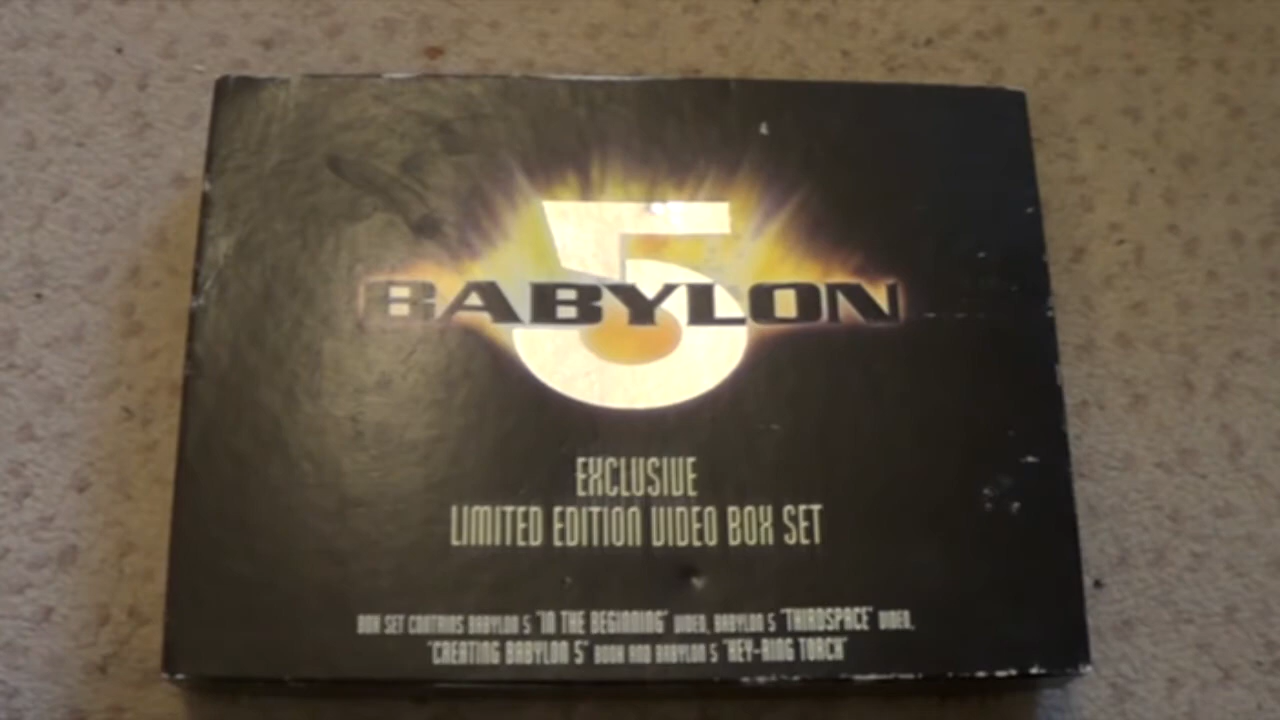 5
BABYLON
EXCLUSIVE
LIMITED EDITION VIDEO BOX SET
BOX SET CONTAINS BABYLON 5 "IN THE BEGINNING" VIDEO, BABYLON 5 "THIRDSPACE" VIDEO,
"CREATING BABYLON 5" BOOK AND BABYLON 5 "KEY-RING TORCH"